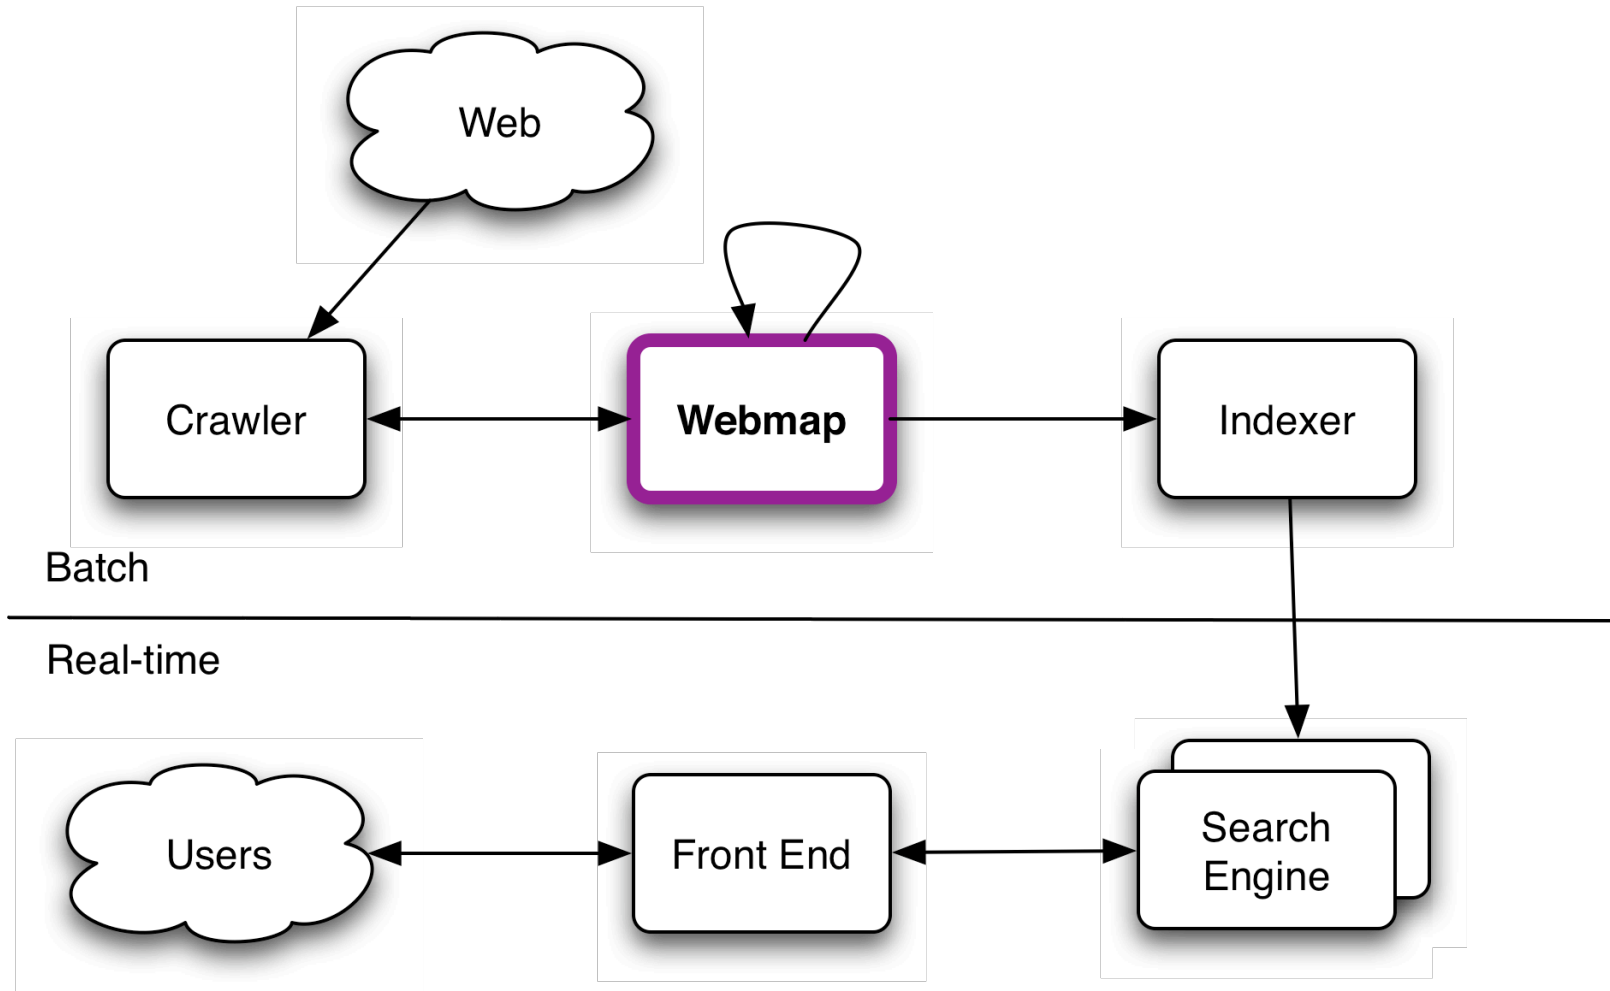 Web
Crawler
Webmap
Indexer
Batch
Real-time
Users
Front End
Search
Engine